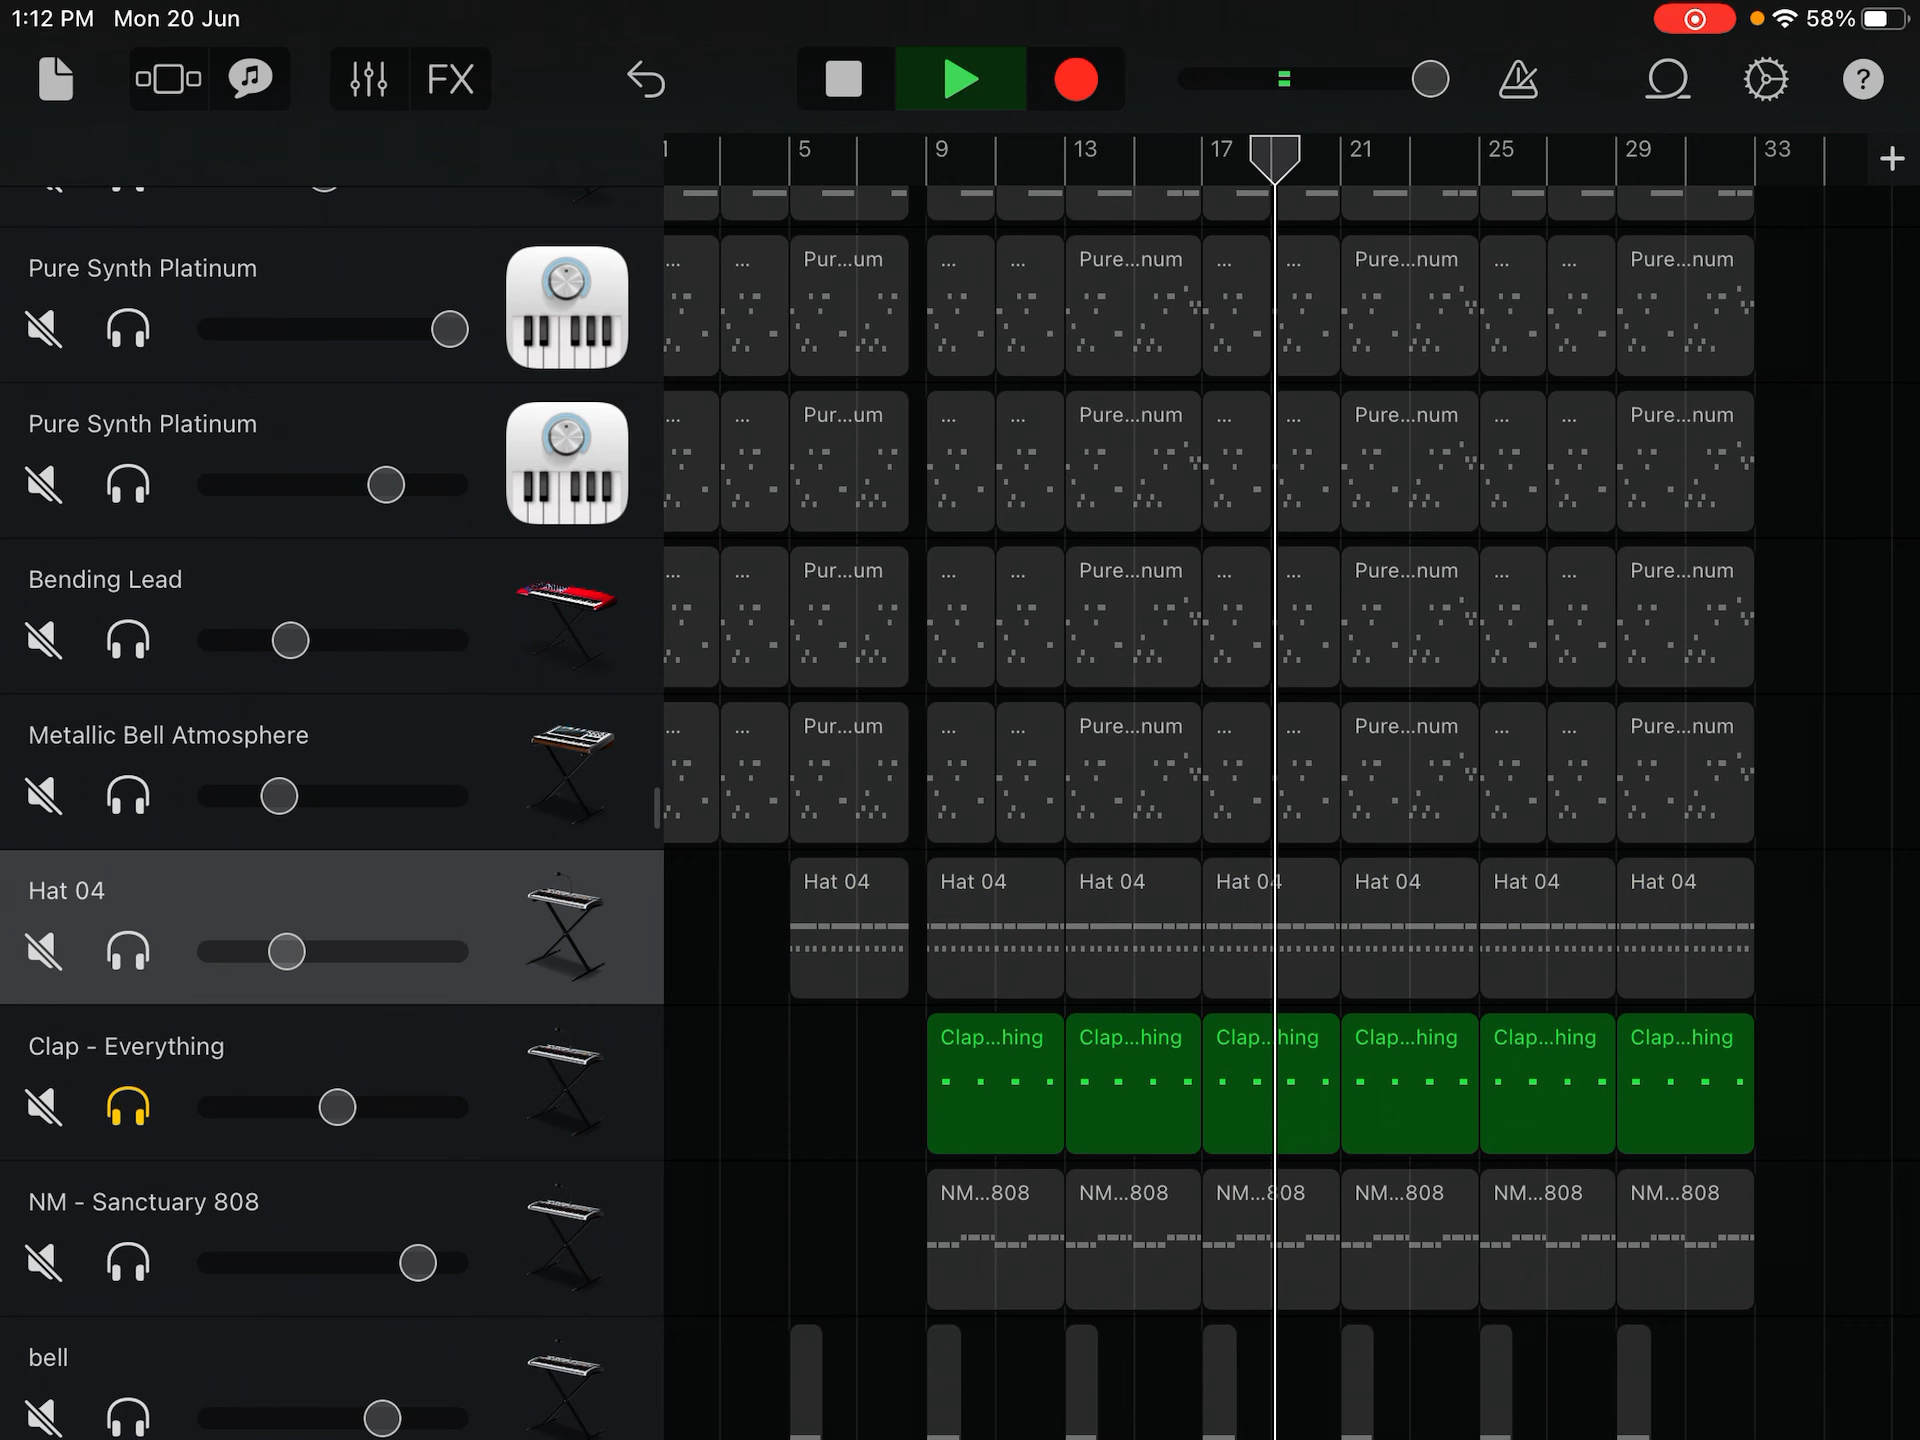 1:12 PM Mon 20 Jun 58%
FX ?
5 9 13 17 21 25 29 33 +
Pure Synth Platinum
... ... Pur...um ... ... Pure...num ... ... Pure...num ... ... Pure...num
Pure Synth Platinum
... ... Pur...um ... ... Pure...num ... ... Pure...num ... ... Pure...num
Bending Lead
... ... Pur...um ... ... Pure...num ... ... Pure...num ... ... Pure...num
Metallic Bell Atmosphere
... ... Pur...um ... ... Pure...num ... ... Pure...num ... ... Pure...num
Hat 04
Hat 04 Hat 04 Hat 04 Hat 04 Hat 04 Hat 04 Hat 04
Clap - Everything
Clap...hing Clap...hing Clap...hing Clap...hing Clap...hing Clap...hing
NM - Sanctuary 808
NM...808 NM...808 NM...808 NM...808 NM...808 NM...808
bell